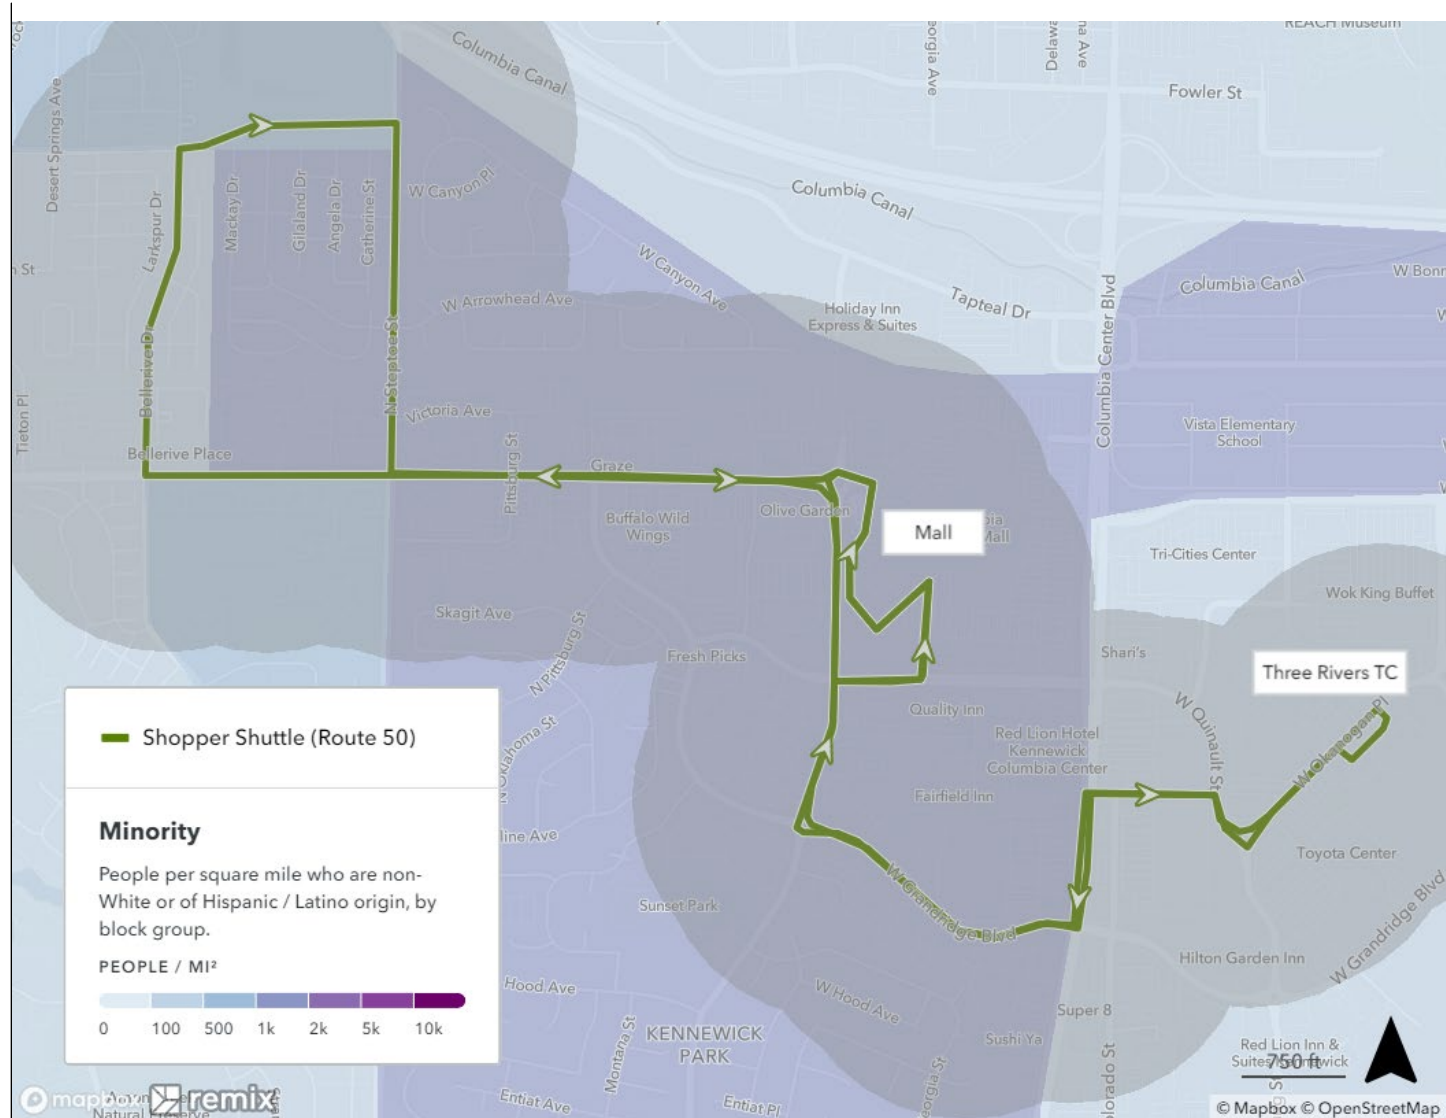 REACH Museum
Columbia Canal
Fowler St
Desert Springs Ave
W Canyon Pl
Columbia Canal
Larkspur Dr
Mackay Dr
Gilaland Dr
Angela Dr
Catherine St
W Canyon Ave
Columbia Canal
Tapteal Dr
W Arrowhead Ave
Holiday Inn
Express & Suites
Columbia Center Blvd
Bellerive Dr
N Steptoe St
Tieton Pl
Victoria Ave
Vista Elementary
School
Bellerive Place
Pittsburg St
Graze
Olive Garden
Buffalo Wild
Wings
Mall
Mall
Tri-Cities Center
Wok King Buffet
Skagit Ave
N Pittsburg St
Fresh Picks
Shari's
Three Rivers TC
W Quinault St
Quality Inn
W Okanogan Pl
Red Lion Hotel
Kennewick
Columbia Center
N Oklahoma St
Fairfield Inn
Toyota Center
Sunset Park
W Grandridge Blvd
W Grandridge Blvd
Hilton Garden Inn
Hood Ave
W Hood Ave
Super 8
Montana St
KENNEWICK
PARK
Sushi Ya
Red Lion Inn &
Suites Kennewick
750 ft
Entiat Ave
Entiat Pl
Shopper Shuttle (Route 50)
Minority
People per square mile who are non-
White or of Hispanic / Latino origin, by
block group.
PEOPLE / MI²
0 100 500 1k 2k 5k 10k
mapbox remix
© Mapbox © OpenStreetMap